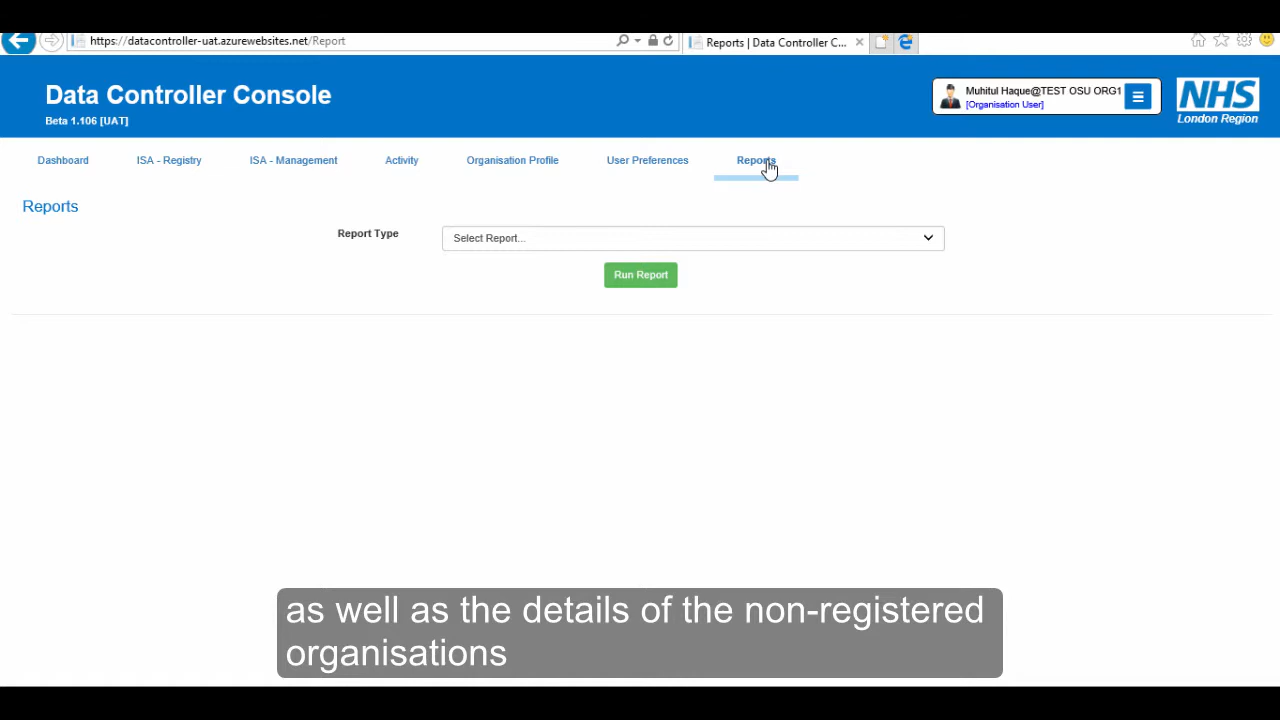 https://datacontroller-uat.azurewebsites.net/Report
Reports | Data Controller C...
Data Controller Console
Beta 1.106 [UAT]
Muhitul Haque@TEST OSU ORG1
[Organisation User]
NHS
London Region
Dashboard
ISA - Registry
ISA - Management
Activity
Organisation Profile
User Preferences
Reports
Reports
Report Type
Select Report...
Run Report
as well as the details of the non-registered
organisations